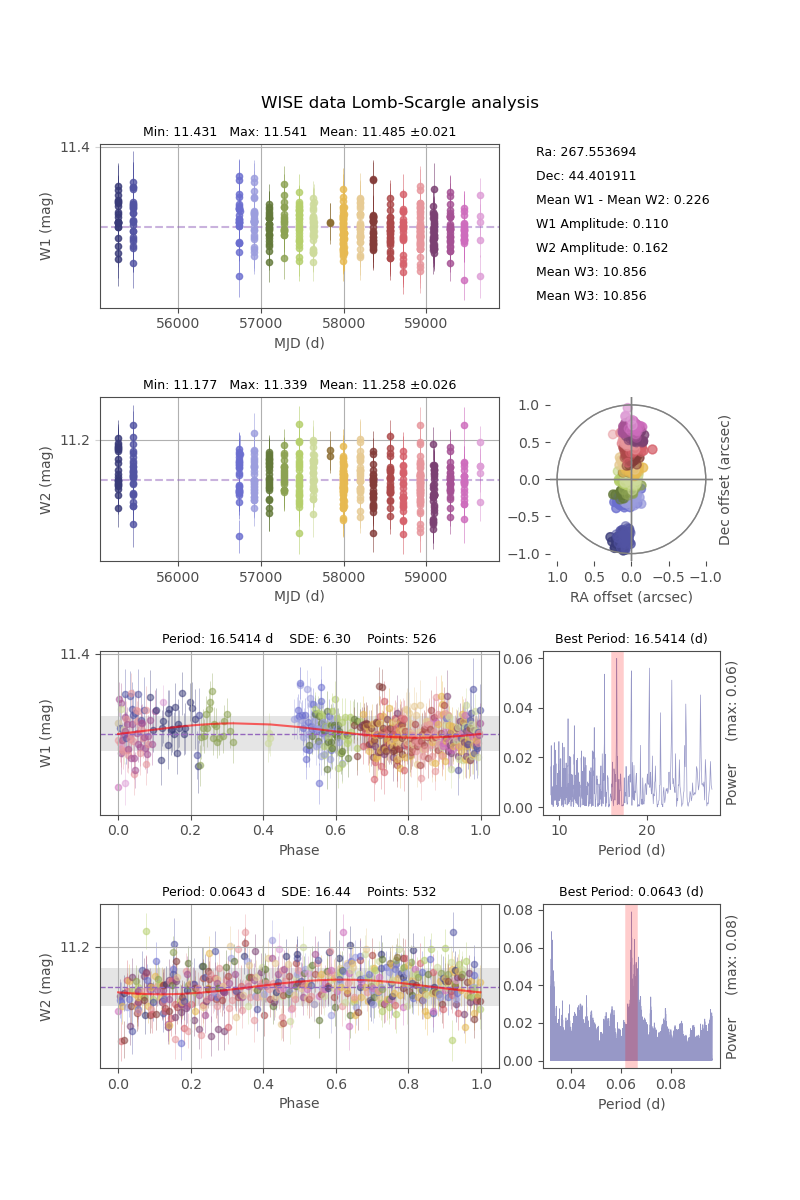 WISE data Lomb-Scargle analysis
Min: 11.431 Max: 11.541 Mean: 11.485 ±0.021
11.4
W1 (mag)
56000 57000 58000 59000
MJD (d)
Ra: 267.553694
Dec: 44.401911
Mean W1 - Mean W2: 0.226
W1 Amplitude: 0.110
W2 Amplitude: 0.162
Mean W3: 10.856
Mean W3: 10.856
Min: 11.177 Max: 11.339 Mean: 11.258 ±0.026
11.2
W2 (mag)
56000 57000 58000 59000
MJD (d)
1.0
0.5
0.0
−0.5
−1.0
1.0 0.5 0.0 −0.5 −1.0
RA offset (arcsec)
Dec offset (arcsec)
Period: 16.5414 d SDE: 6.30 Points: 526
11.4
W1 (mag)
0.0 0.2 0.4 0.6 0.8 1.0
Phase
Best Period: 16.5414 (d)
0.06
0.04
0.02
0.00
10 20
Period (d)
Power (max: 0.06)
Period: 0.0643 d SDE: 16.44 Points: 532
11.2
W2 (mag)
0.0 0.2 0.4 0.6 0.8 1.0
Phase
Best Period: 0.0643 (d)
0.08
0.06
0.04
0.02
0.00
0.04 0.06 0.08
Period (d)
Power (max: 0.08)